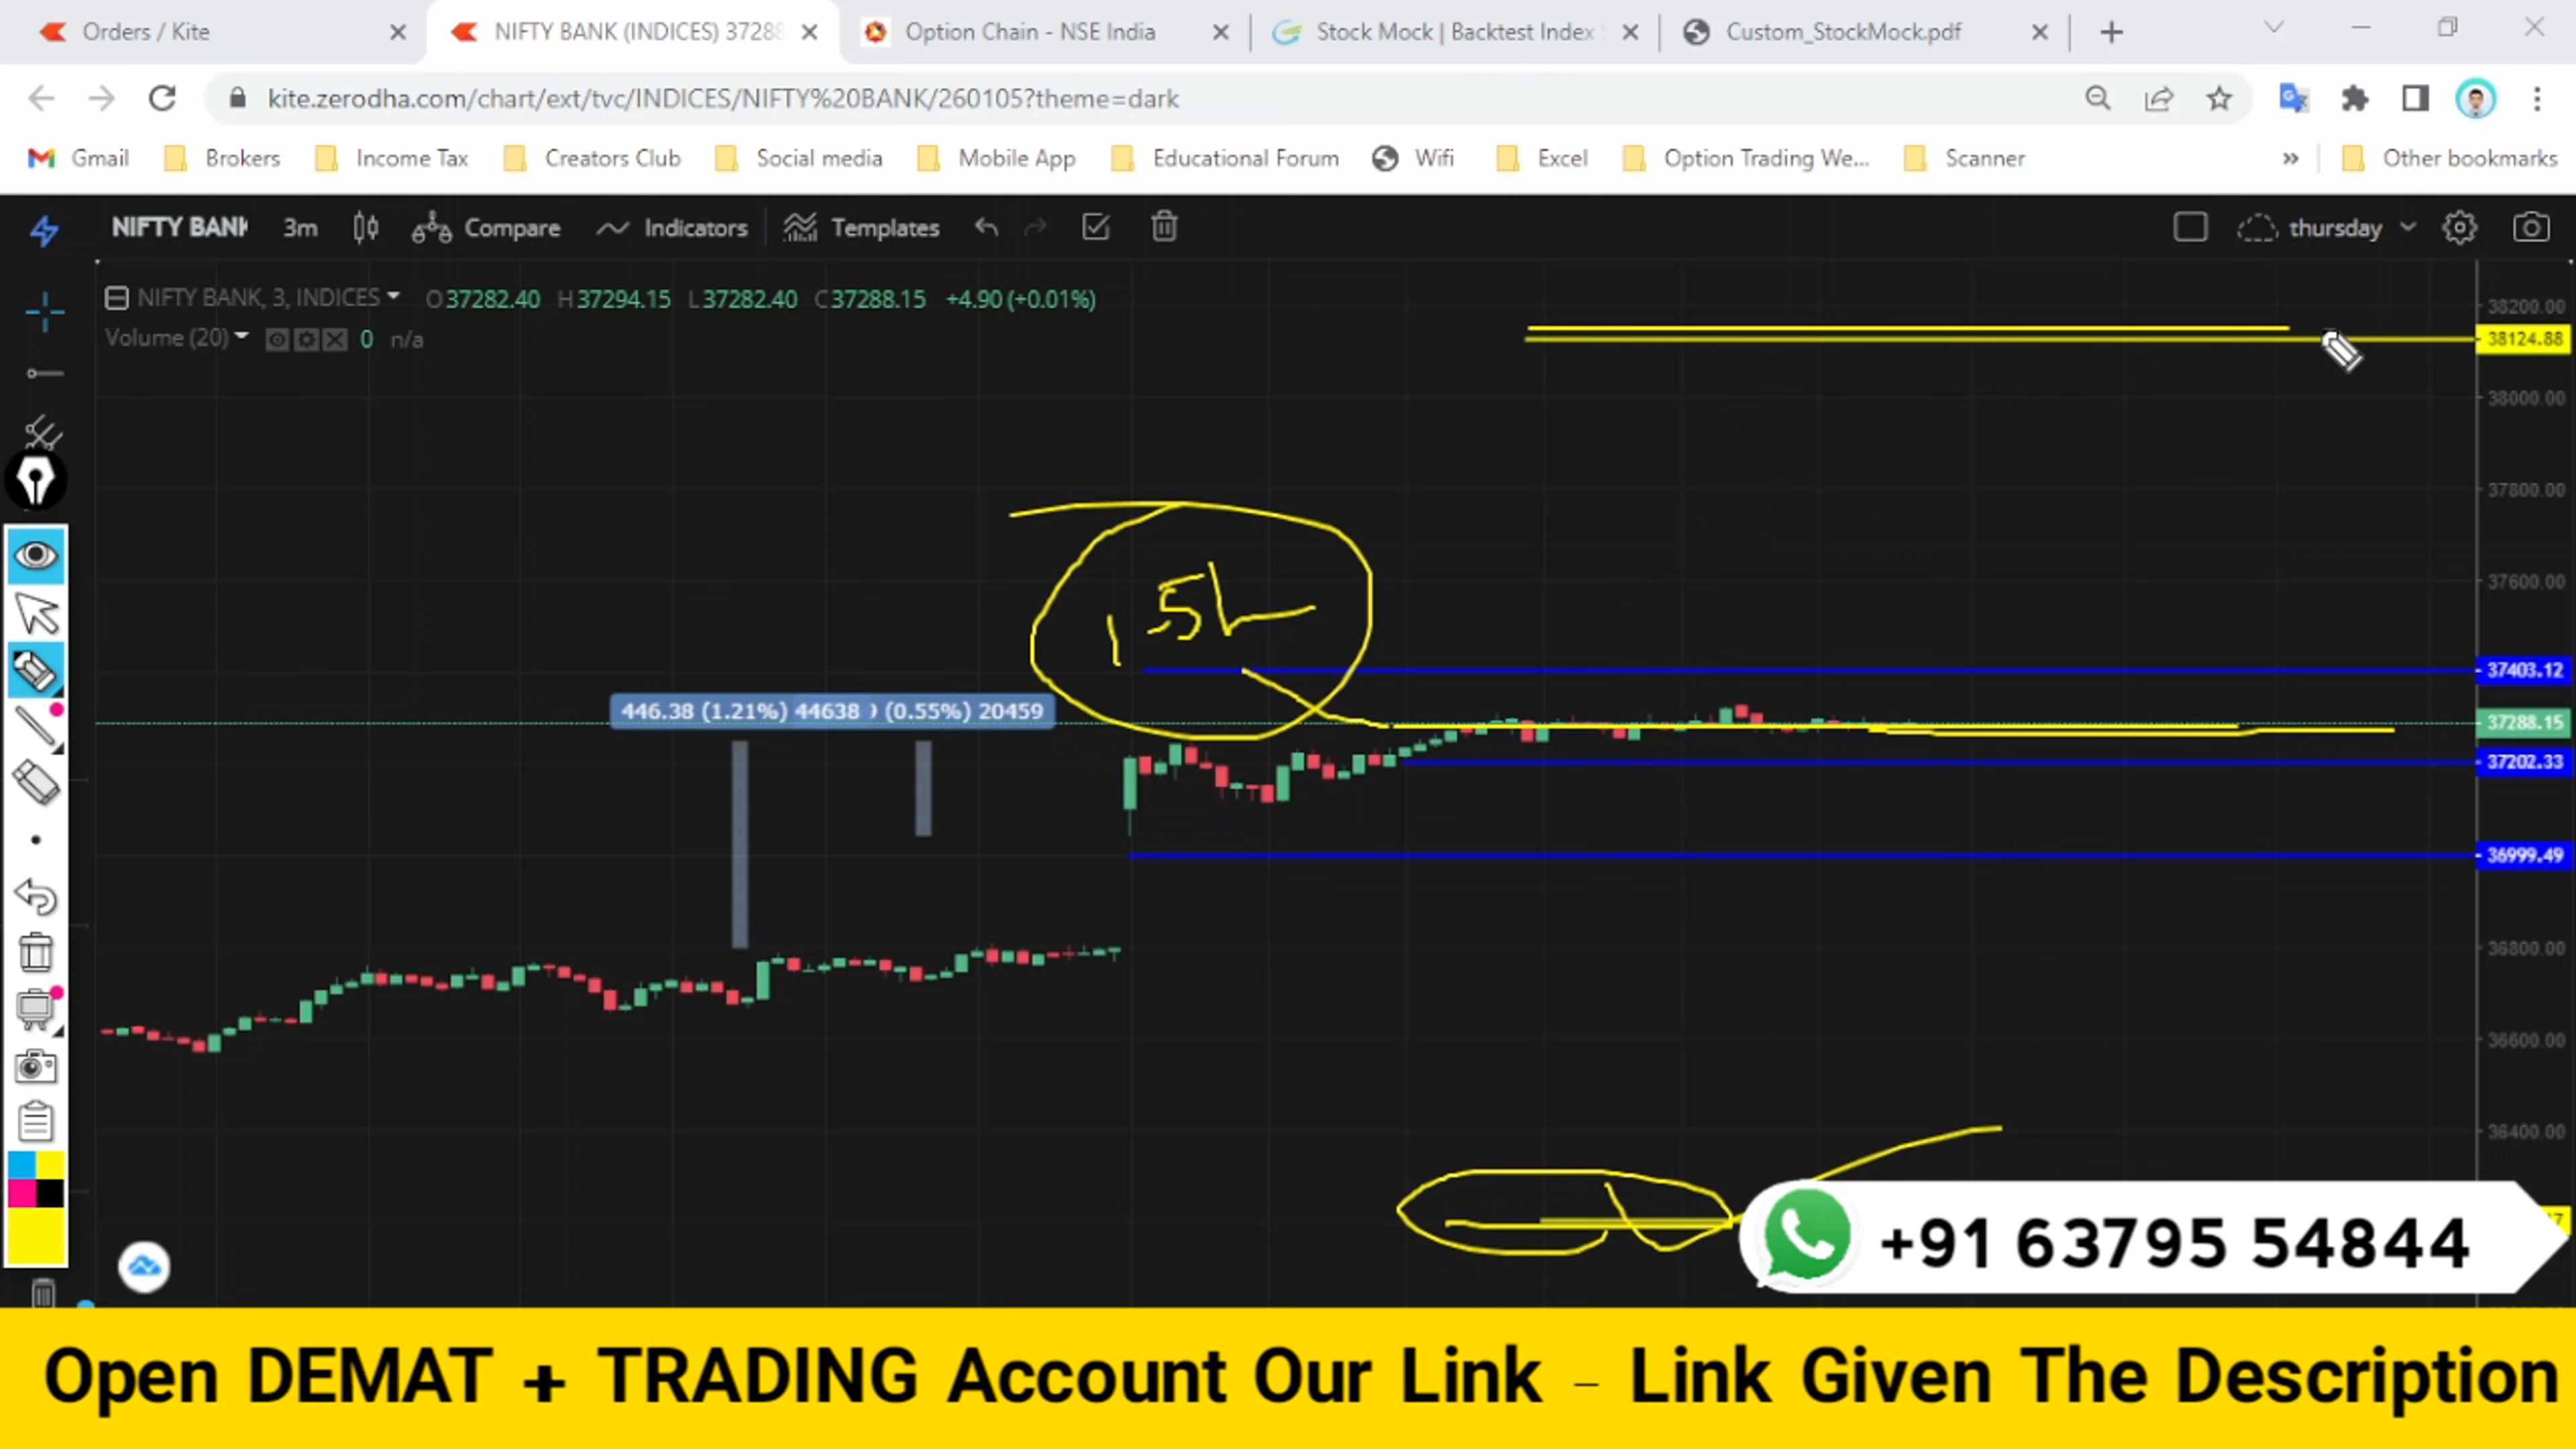 Orders / Kite
NIFTY BANK (INDICES) 37288
Option Chain - NSE India
Stock Mock | Backtest Index
Custom_StockMock.pdf
kite.zerodha.com/chart/ext/tvc/INDICES/NIFTY%20BANK/260105?theme=dark
Gmail
Brokers
Income Tax
Creators Club
Social media
Mobile App
Educational Forum
Wifi
Excel
Option Trading We...
Scanner
»
Other bookmarks
NIFTY BANK
3m
Compare
Indicators
Templates
thursday
NIFTY BANK, 3, INDICES
O37282.40 H37294.15 L37282.40 C37288.15 +4.90 (+0.01%)
Volume (20)
0 n/a
38200.00
38124.88
38000.00
37800.00
37600.00
37403.12
446.38 (1.21%) 44638 ) (0.55%) 20459
37288.15
37202.33
36999.49
36800.00
36600.00
36400.00
+91 63795 54844
Open DEMAT + TRADING Account Our Link - Link Given The Description